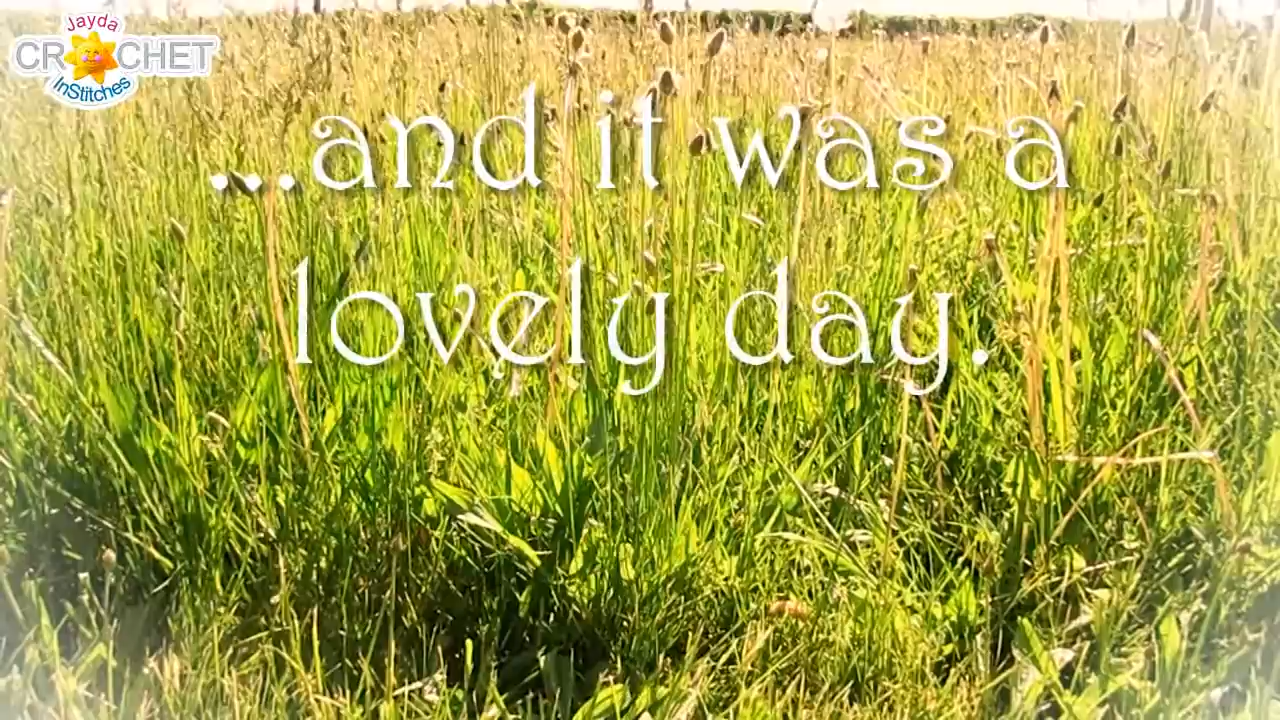 Jayda
CROCHET
InStitches
...and it was a
lovely day.